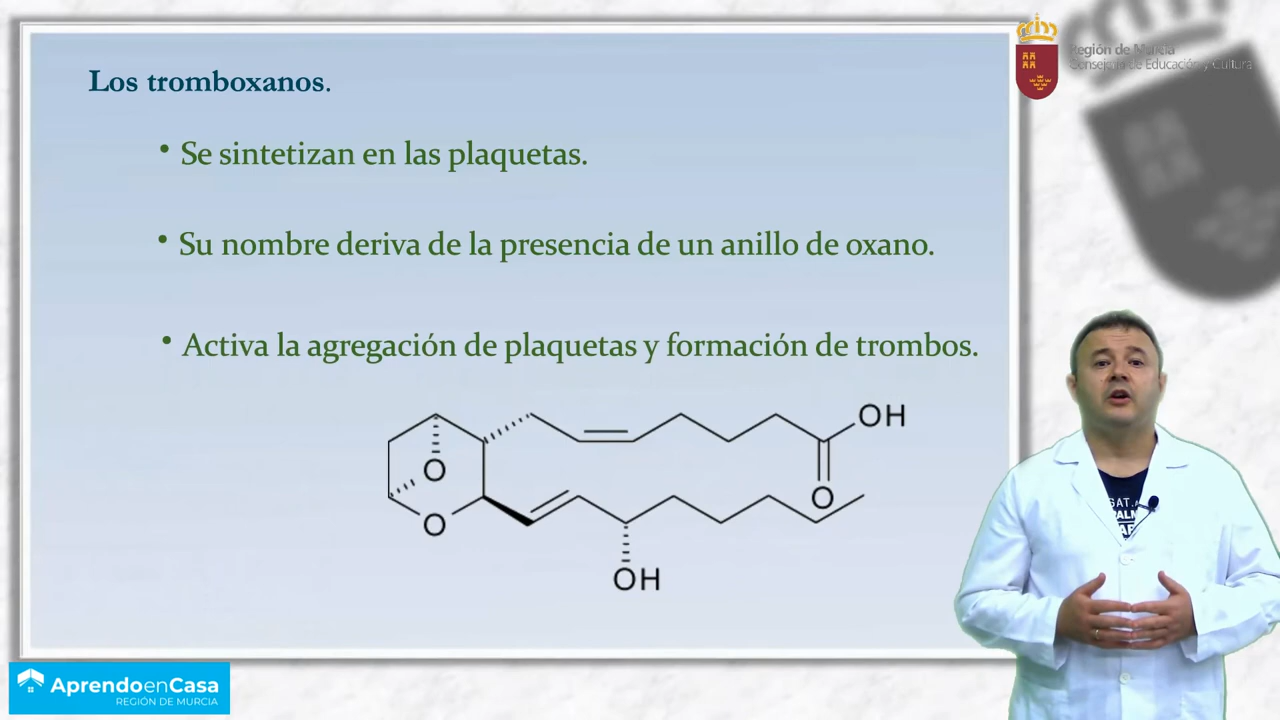 Los tromboxanos.
• Se sintetizan en las plaquetas.
• Su nombre deriva de la presencia de un anillo de oxano.
• Activa la agregación de plaquetas y formación de trombos.
OH
O
O
O
OH
Región de Murcia
Consejería de Educación y Cultura
SAT.A
PALM
AprendoenCasa
REGIÓN DE MURCIA